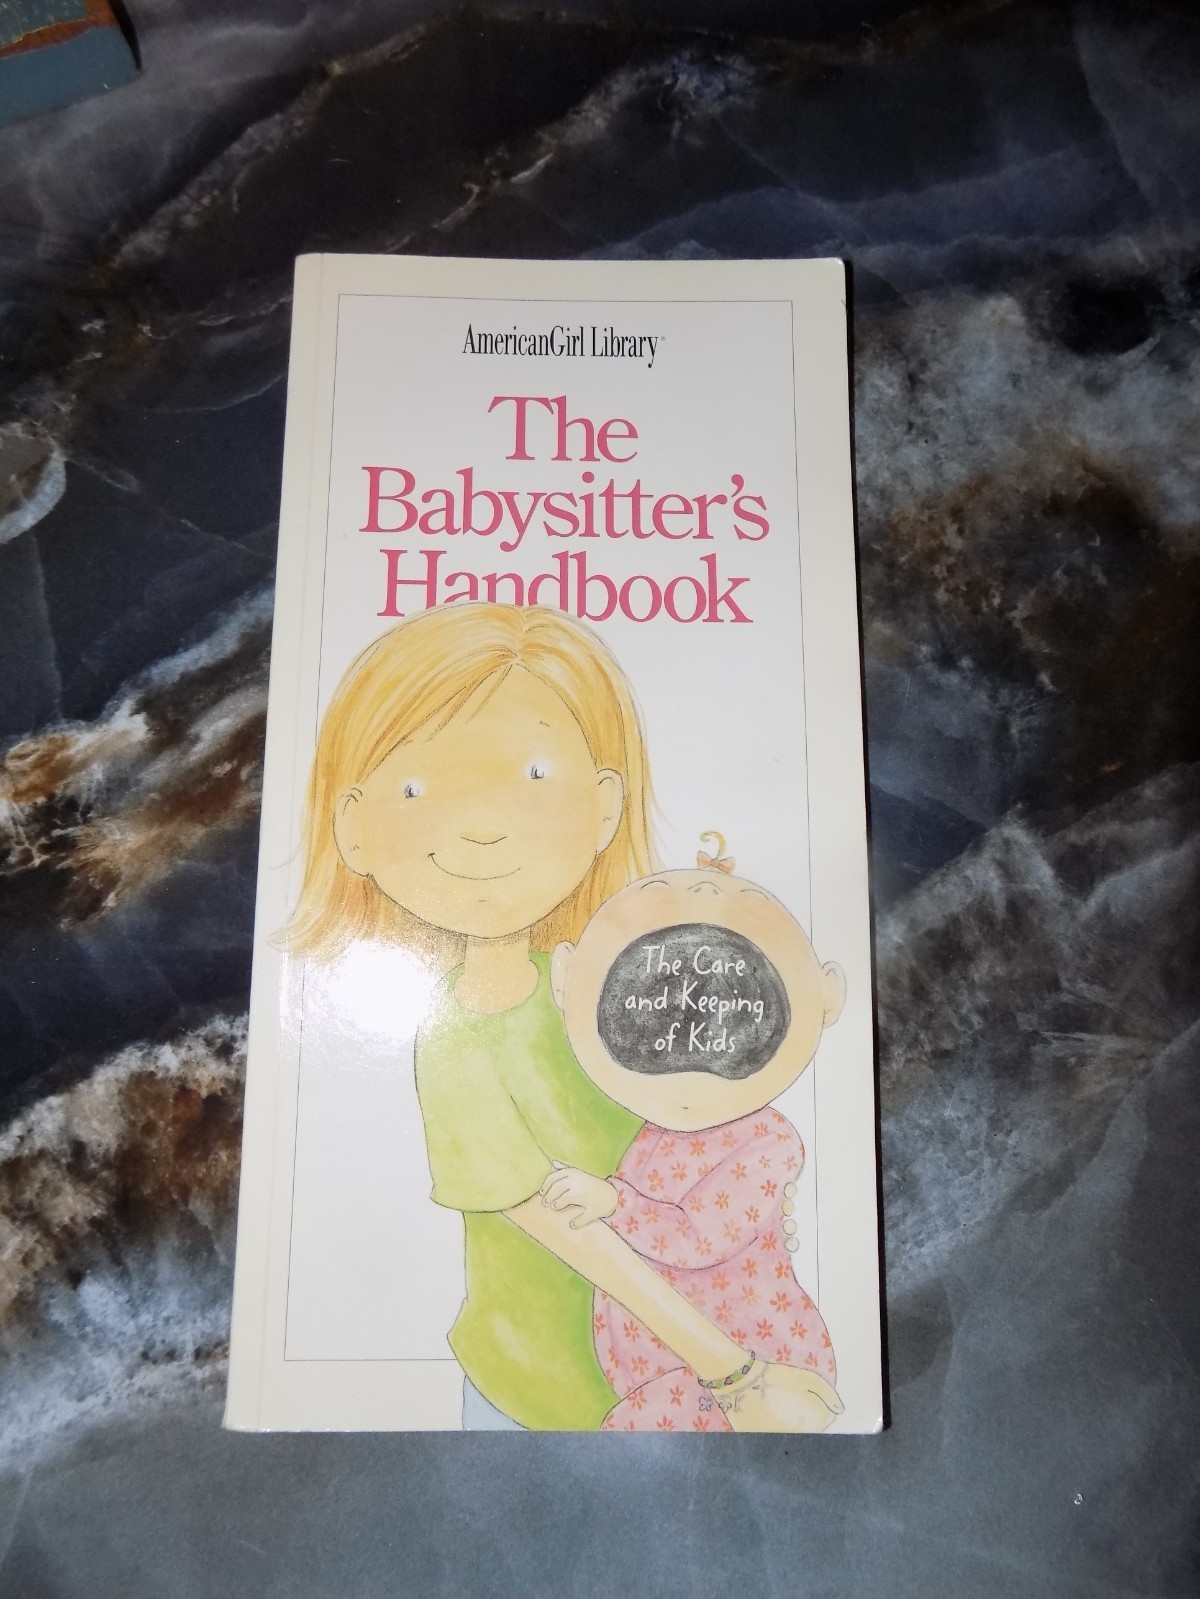 AmericanGirl Library®
The
Babysitter's
Handbook
The Care
and Keeping
of Kids